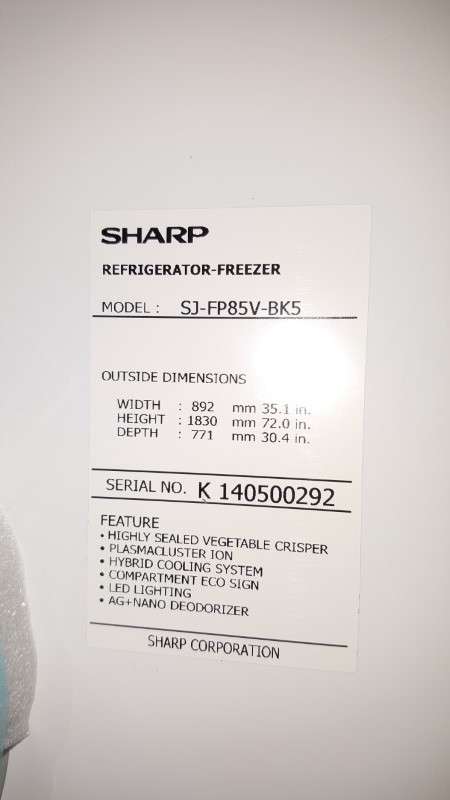 SHARP
REFRIGERATOR-FREEZER
MODEL : SJ-FP85V-BK5
OUTSIDE DIMENSIONS
WIDTH : 892 mm 35.1 in.
HEIGHT : 1830 mm 72.0 in.
DEPTH : 771 mm 30.4 in.
SERIAL NO. K 140500292
FEATURE
• HIGHLY SEALED VEGETABLE CRISPER
• PLASMACLUSTER ION
• HYBRID COOLING SYSTEM
• COMPARTMENT ECO SIGN
• LED LIGHTING
• AG+NANO DEODORIZER
SHARP CORPORATION